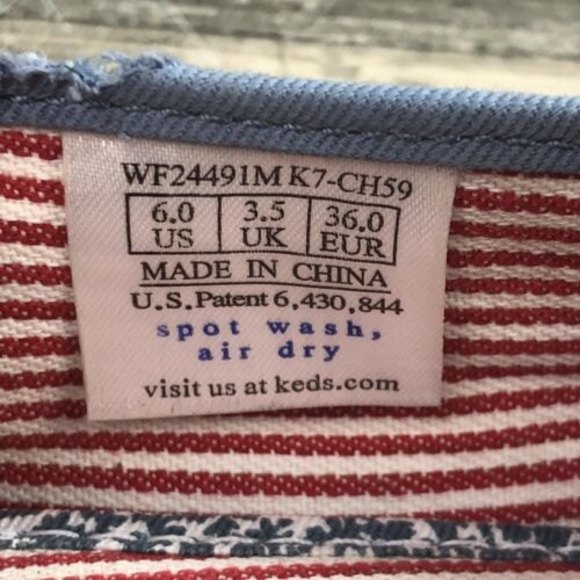 WF24491M K7-CH59
6.0 3.5 36.0
US UK EUR
MADE IN CHINA
U.S.Patent 6,430,844
spot wash,
air dry
visit us at keds.com